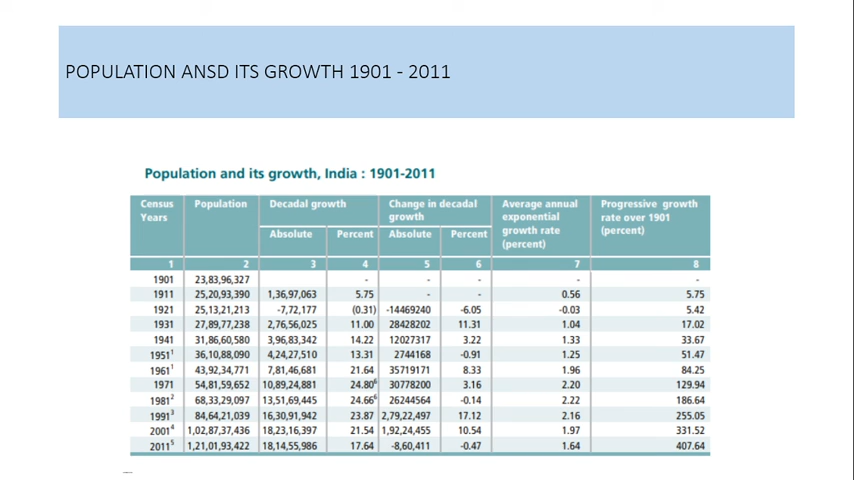 POPULATION ANSD ITS GROWTH 1901 - 2011
Population and its growth, India : 1901-2011
Census Years Population Decadal growth Change in decadal growth Average annual exponential growth rate (percent) Progressive growth rate over 1901 (percent)
Absolute Percent Absolute Percent
1 2 3 4 5 6 7 8
1901 23,83,96,327 - - - - -
1911 25,20,93,390 1,36,97,063 5.75 - - 0.56 5.75
1921 25,13,21,213 -7,72,177 (0.31) -14469240 -6.05 -0.03 5.42
1931 27,89,77,238 2,76,56,025 11.00 28428202 11.31 1.04 17.02
1941 31,86,60,580 3,96,83,342 14.22 12027317 3.22 1.33 33.67
1951¹ 36,10,88,090 4,24,27,510 13.31 2744168 -0.91 1.25 51.47
1961¹ 43,92,34,771 7,81,46,681 21.64 35719171 8.33 1.96 84.25
1971 54,81,59,652 10,89,24,881 24.80⁶ 30778200 3.16 2.20 129.94
1981² 68,33,29,097 13,51,69,445 24.66⁶ 26244564 -0.14 2.22 186.64
1991³ 84,64,21,039 16,30,91,942 23.87 2,79,22,497 17.12 2.16 255.05
2001⁴ 1,02,87,37,436 18,23,16,397 21.54 1,92,24,455 10.54 1.97 331.52
2011⁵ 1,21,01,93,422 18,14,55,986 17.64 -8,60,411 -0.47 1.64 407.64